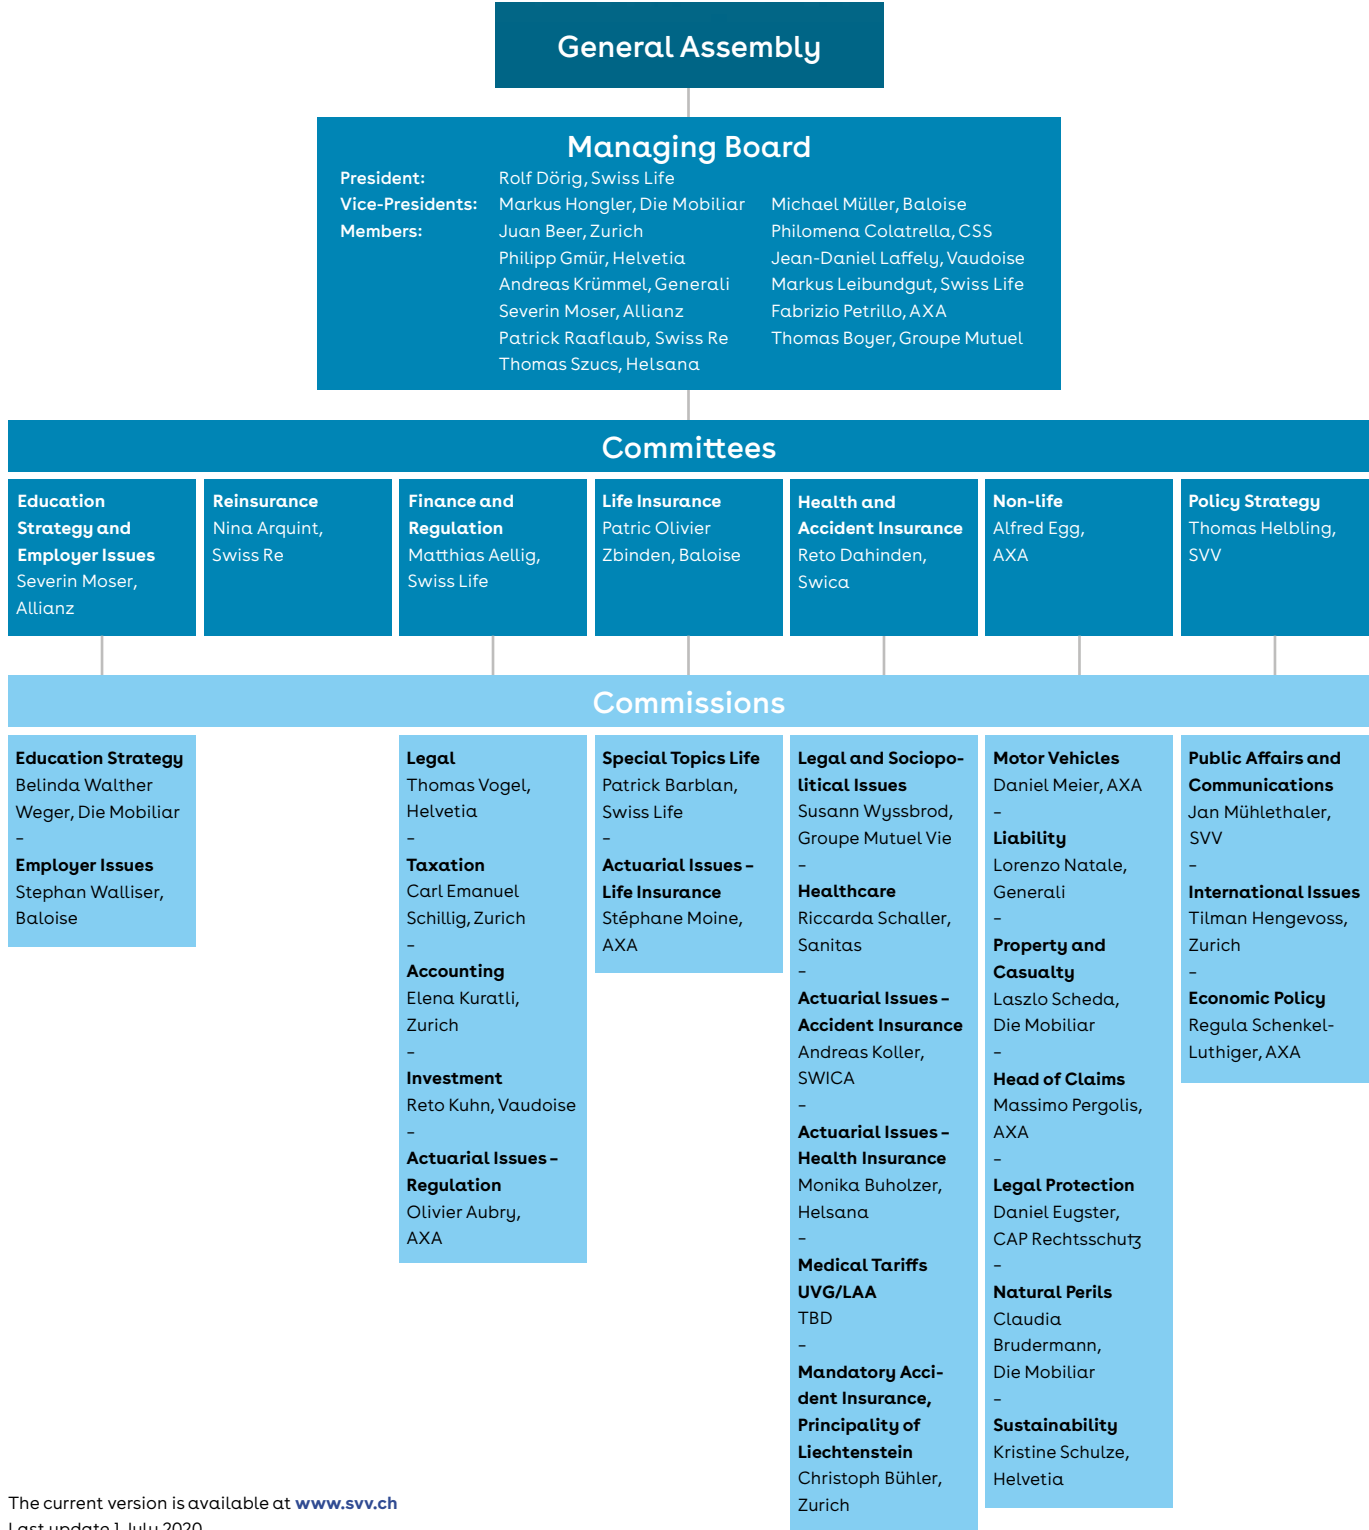 General Assembly
Managing Board
President: Rolf Dörig, Swiss Life
Vice-Presidents: Markus Hongler, Die Mobiliar Michael Müller, Baloise
Members: Juan Beer, Zurich Philomena Colatrella, CSS
Philipp Gmür, Helvetia Jean-Daniel Laffely, Vaudoise
Andreas Krümmel, Generali Markus Leibundgut, Swiss Life
Severin Moser, Allianz Fabrizio Petrillo, AXA
Patrick Raaflaub, Swiss Re Thomas Boyer, Groupe Mutuel
Thomas Szucs, Helsana
Committees
Education
Strategy and
Employer Issues
Severin Moser,
Allianz
Reinsurance
Nina Arquint,
Swiss Re
Finance and
Regulation
Matthias Aellig,
Swiss Life
Life Insurance
Patric Olivier
Zbinden, Baloise
Health and
Accident Insurance
Reto Dahinden,
Swica
Non-life
Alfred Egg,
AXA
Policy Strategy
Thomas Helbling,
SVV
Commissions
Education Strategy
Belinda Walther
Weger, Die Mobiliar
–
Employer Issues
Stephan Walliser,
Baloise
Legal
Thomas Vogel,
Helvetia
–
Taxation
Carl Emanuel
Schillig, Zurich
–
Accounting
Elena Kuratli,
Zurich
–
Investment
Reto Kuhn, Vaudoise
–
Actuarial Issues –
Regulation
Olivier Aubry,
AXA
Special Topics Life
Patrick Barblan,
Swiss Life
–
Actuarial Issues –
Life Insurance
Stéphane Moine,
AXA
Legal and Sociopo-
litical Issues
Susann Wyssbrod,
Groupe Mutuel Vie
–
Healthcare
Riccarda Schaller,
Sanitas
–
Actuarial Issues –
Accident Insurance
Andreas Koller,
SWICA
–
Actuarial Issues –
Health Insurance
Monika Buholzer,
Helsana
–
Medical Tariffs
UVG/LAA
TBD
–
Mandatory Acci-
dent Insurance,
Principality of
Liechtenstein
Christoph Bühler,
Zurich
Motor Vehicles
Daniel Meier, AXA
–
Liability
Lorenzo Natale,
Generali
–
Property and
Casualty
Laszlo Scheda,
Die Mobiliar
–
Head of Claims
Massimo Pergolis,
AXA
–
Legal Protection
Daniel Eugster,
CAP Rechtsschutz
–
Natural Perils
Claudia
Brudermann,
Die Mobiliar
–
Sustainability
Kristine Schulze,
Helvetia
Public Affairs and
Communications
Jan Mühlethaler,
SVV
–
International Issues
Tilman Hengevoss,
Zurich
–
Economic Policy
Regula Schenkel-
Luthiger, AXA
The current version is available at www.svv.ch
Last update 1 July 2020